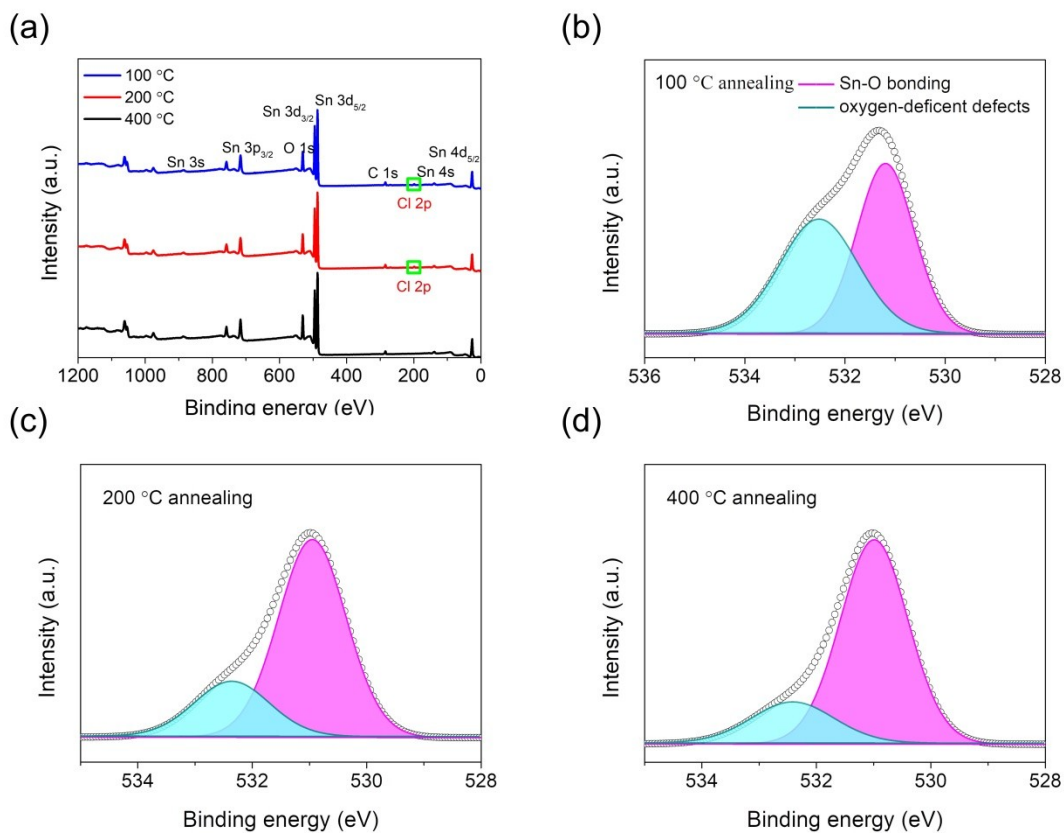 (a)
100 °C
200 °C
400 °C
Sn 3s
Sn 3p3/2
O 1s
Sn 3d3/2
Sn 3d5/2
C 1s
Sn 4s
Sn 4d5/2
Cl 2p
Cl 2p
Intensity (a.u.)
1200 1000 800 600 400 200 0
Binding energy (eV)
(b)
100 °C annealing
Sn-O bonding
oxygen-deficent defects
Intensity (a.u.)
536 534 532 530 528
Binding energy (eV)
(c)
200 °C annealing
Intensity (a.u.)
534 532 530 528
Binding energy (eV)
(d)
400 °C annealing
Intensity (a.u.)
534 532 530 528
Binding energy (eV)